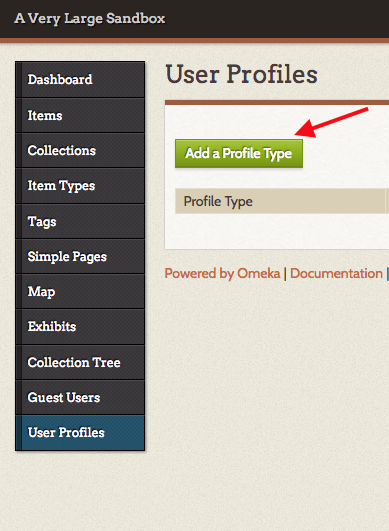 A Very Large Sandbox
Dashboard
Items
Collections
Item Types
Tags
Simple Pages
Map
Exhibits
Collection Tree
Guest Users
User Profiles
User Profiles
Add a Profile Type
Profile Type
Powered by Omeka | Documentation |